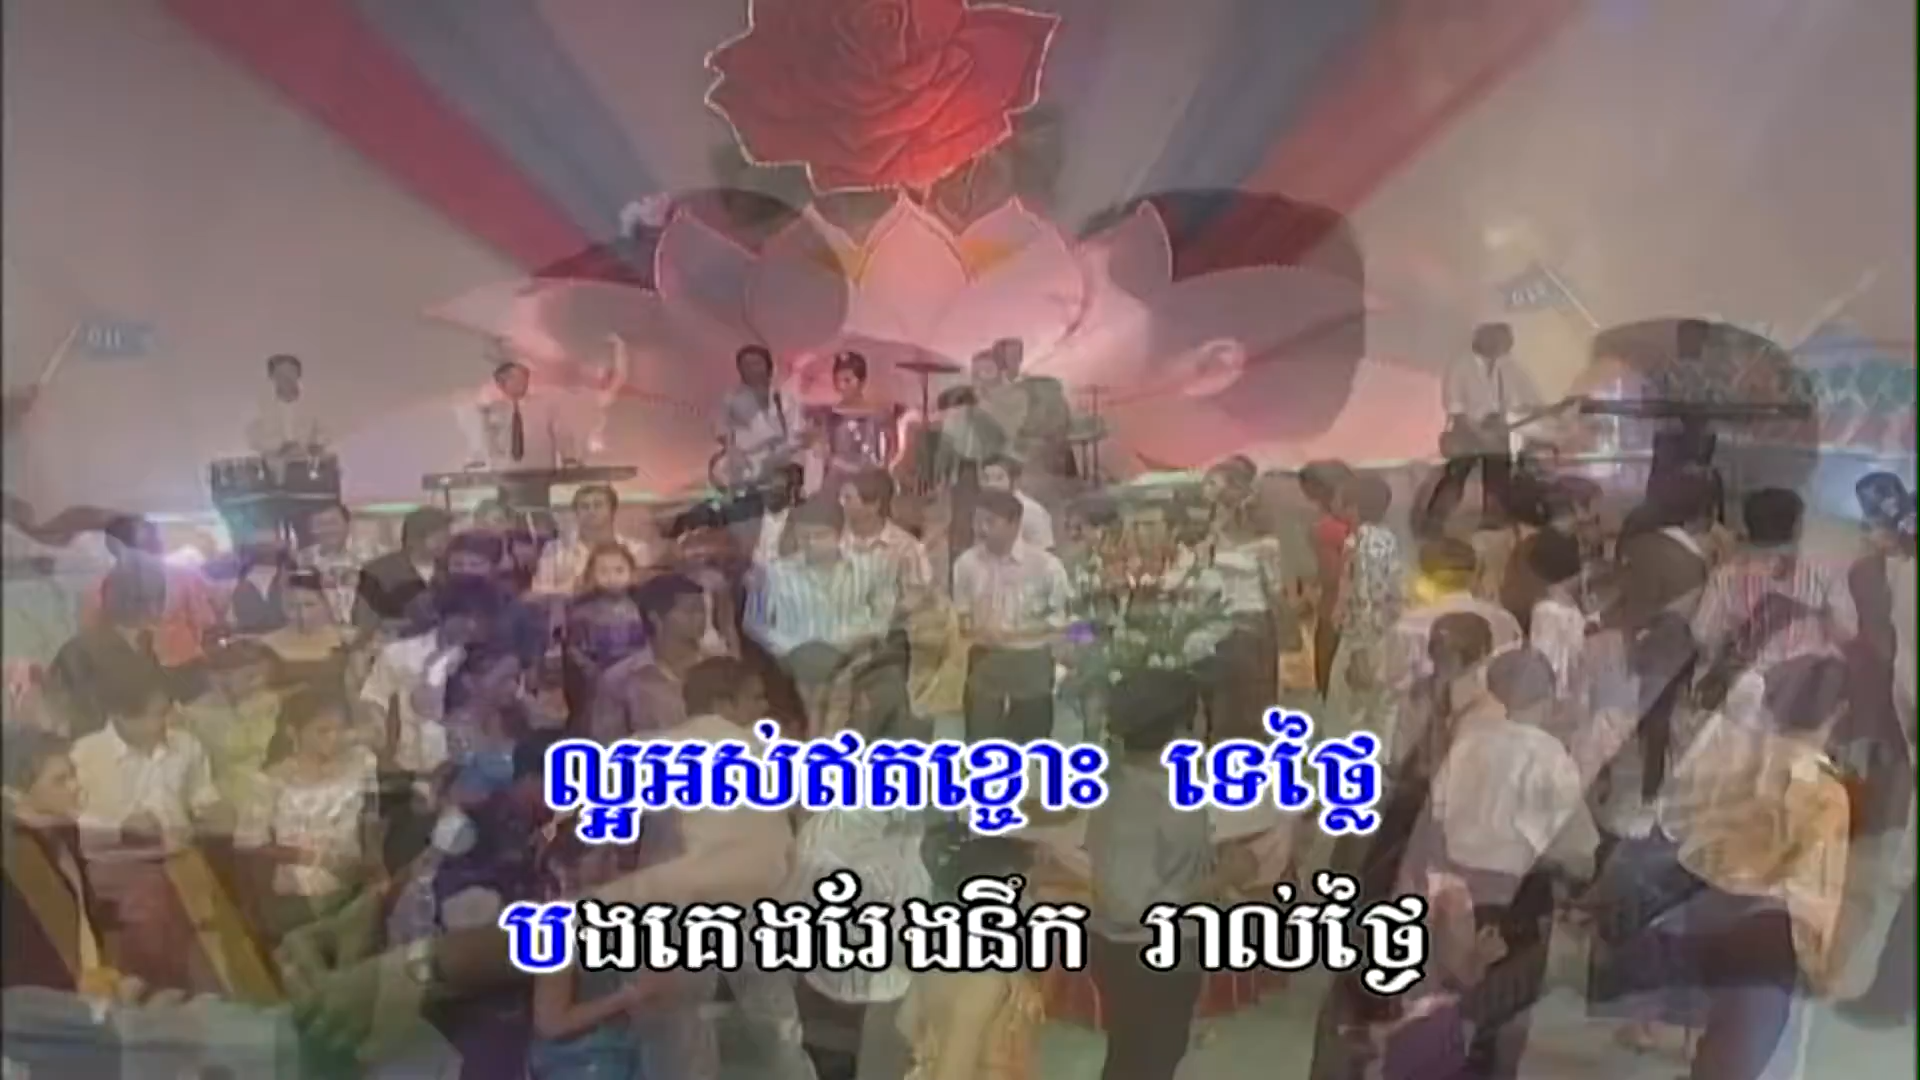 ល្អអស់ឥតខ្ចោះ ទេថ្លៃ
បងគេងរែងនឹក រាល់ថ្ងៃ